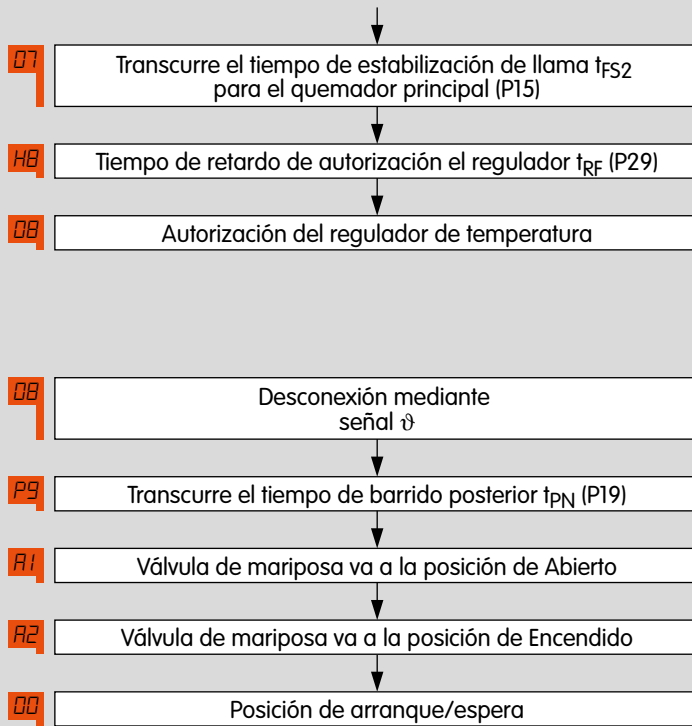 07
Transcurre el tiempo de estabilización de llama tFS2
para el quemador principal (P15)
H8
Tiempo de retardo de autorización el regulador tRF (P29)
08
Autorización del regulador de temperatura
08
Desconexión mediante
señal ϑ
P9
Transcurre el tiempo de barrido posterior tPN (P19)
A1
Válvula de mariposa va a la posición de Abierto
A2
Válvula de mariposa va a la posición de Encendido
00
Posición de arranque/espera